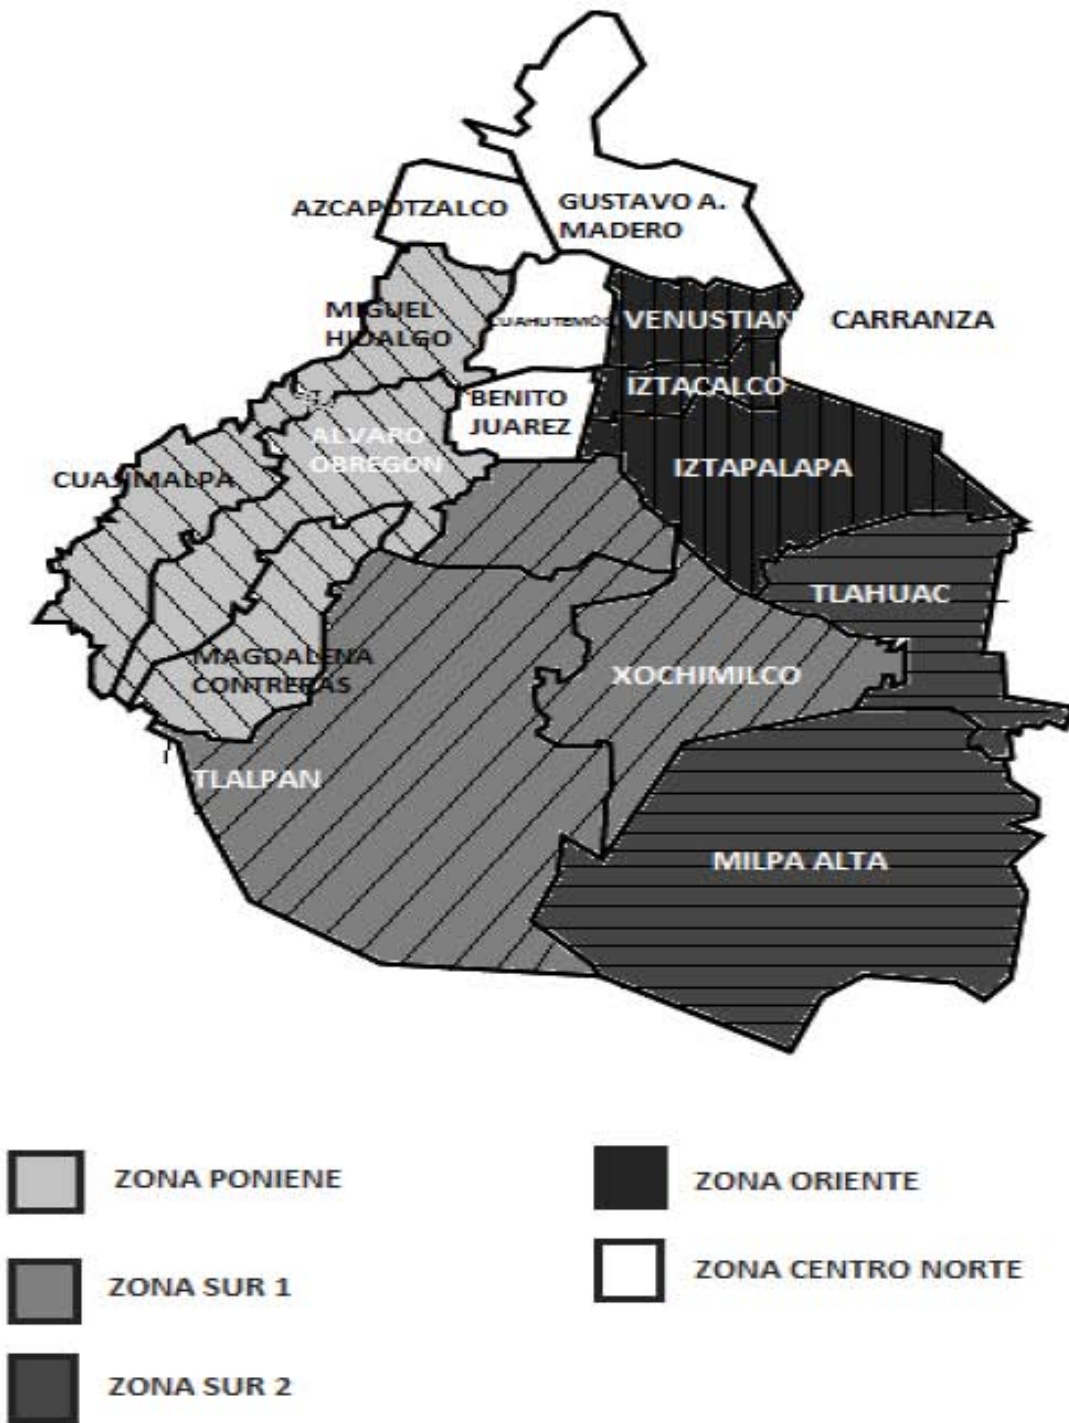 AZCAPOTZALCO
GUSTAVO A.
MADERO
MIGUEL
HIDALGO
CUAHUTEMOC
VENUSTIAN CARRANZA
IZTACALCO
BENITO
JUAREZ
ALVARO
OBREGON
IZTAPALAPA
CUAJIMALPA
TLAHUAC
MAGDALENA
CONTRERAS
XOCHIMILCO
TLALPAN
MILPA ALTA
ZONA PONIENE
ZONA ORIENTE
ZONA SUR 1
ZONA CENTRO NORTE
ZONA SUR 2